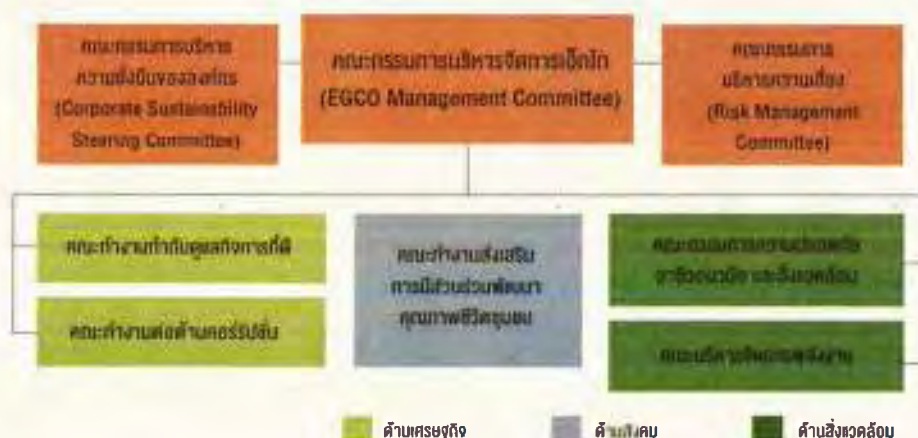 คณะกรรมการบริหาร
ความยั่งยืนขององค์กร
(Corporate Sustainability
Steering Committee)
คณะกรรมการบริหารจัดการเอ็กโก
(EGCO Management Committee)
คณะกรรมการ
บริหารความเสี่ยง
(Risk Management
Committee)
คณะทำงานกำกับดูแลกิจการที่ดี
คณะทำงานต่อต้านคอร์รัปชั่น
คณะทำงานส่งเสริม
การมีส่วนร่วมพัฒนา
คุณภาพชีวิตชุมชน
คณะกรรมการความปลอดภัย
อาชีวอนามัย และสิ่งแวดล้อม
คณะบริหารจัดการพลังงาน
ด้านเศรษฐกิจ
ด้านสังคม
ด้านสิ่งแวดล้อม